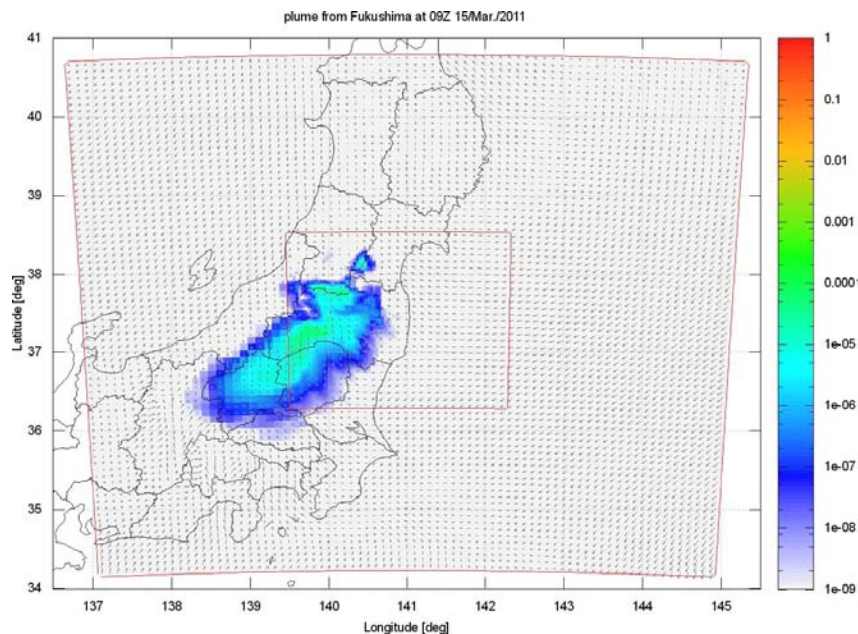 plume from Fukushima at 09Z 15/Mar./2011
41
40
39
38
37
36
35
34
Latitude [deg]
137
138
139
140
141
142
143
144
145
Longitude [deg]
1
0.1
0.01
0.001
0.0001
1e-05
1e-06
1e-07
1e-08
1e-09